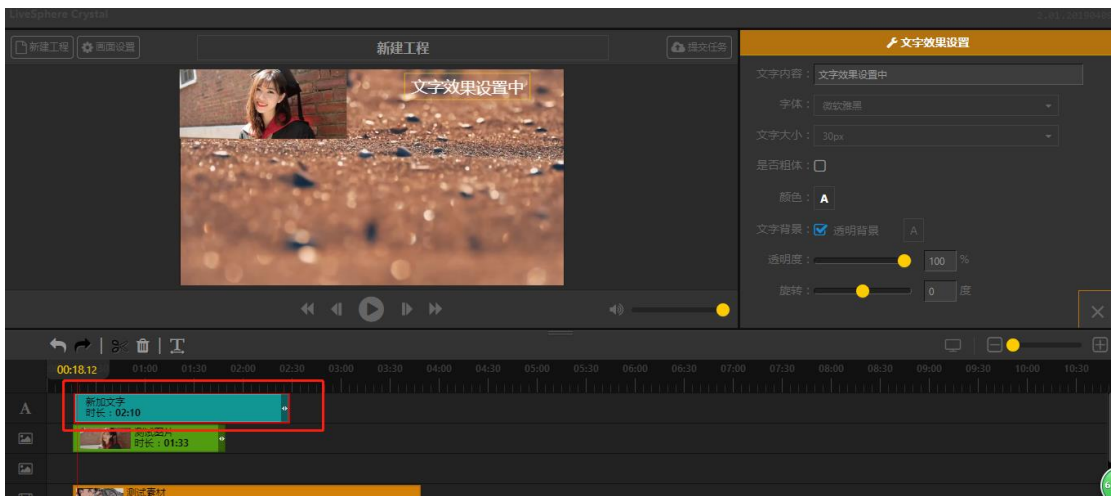 LiveSphere Crystal
新建工程
画面设置
新建工程
提交任务
文字效果设置
文字效果设置中
文字内容： 文字效果设置中
字体： 微软雅黑
文字大小： 30px
是否粗体：
颜色： A
文字背景： 透明背景 A
透明度： 100 %
旋转： 0 度
T
00:18.12 01:00 01:30 02:00 02:30 03:00 03:30 04:00 04:30 05:00 05:30 06:00 06:30 07:00 07:30 08:00 08:30 09:00 09:30 10:00 10:30
A
新加文字
时长：02:10
测试图片
时长：01:33
测试素材